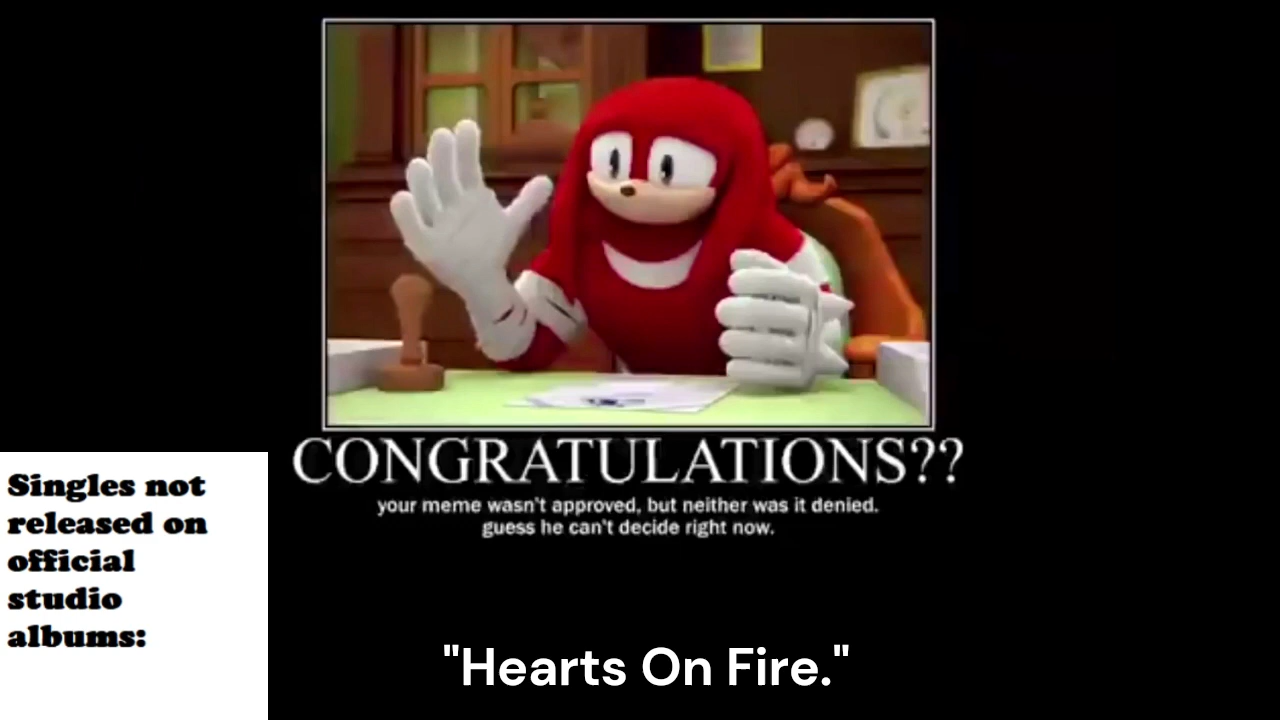 CONGRATULATIONS??
your meme wasn't approved, but neither was it denied.
guess he can't decide right now.
Singles not
released on
official
studio
albums:
"Hearts On Fire."